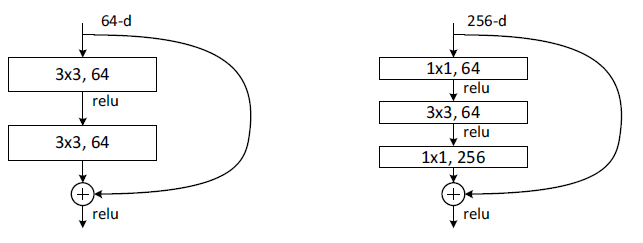 64-d
3x3, 64
relu
3x3, 64
+
relu
256-d
1x1, 64
relu
3x3, 64
relu
1x1, 256
+
relu